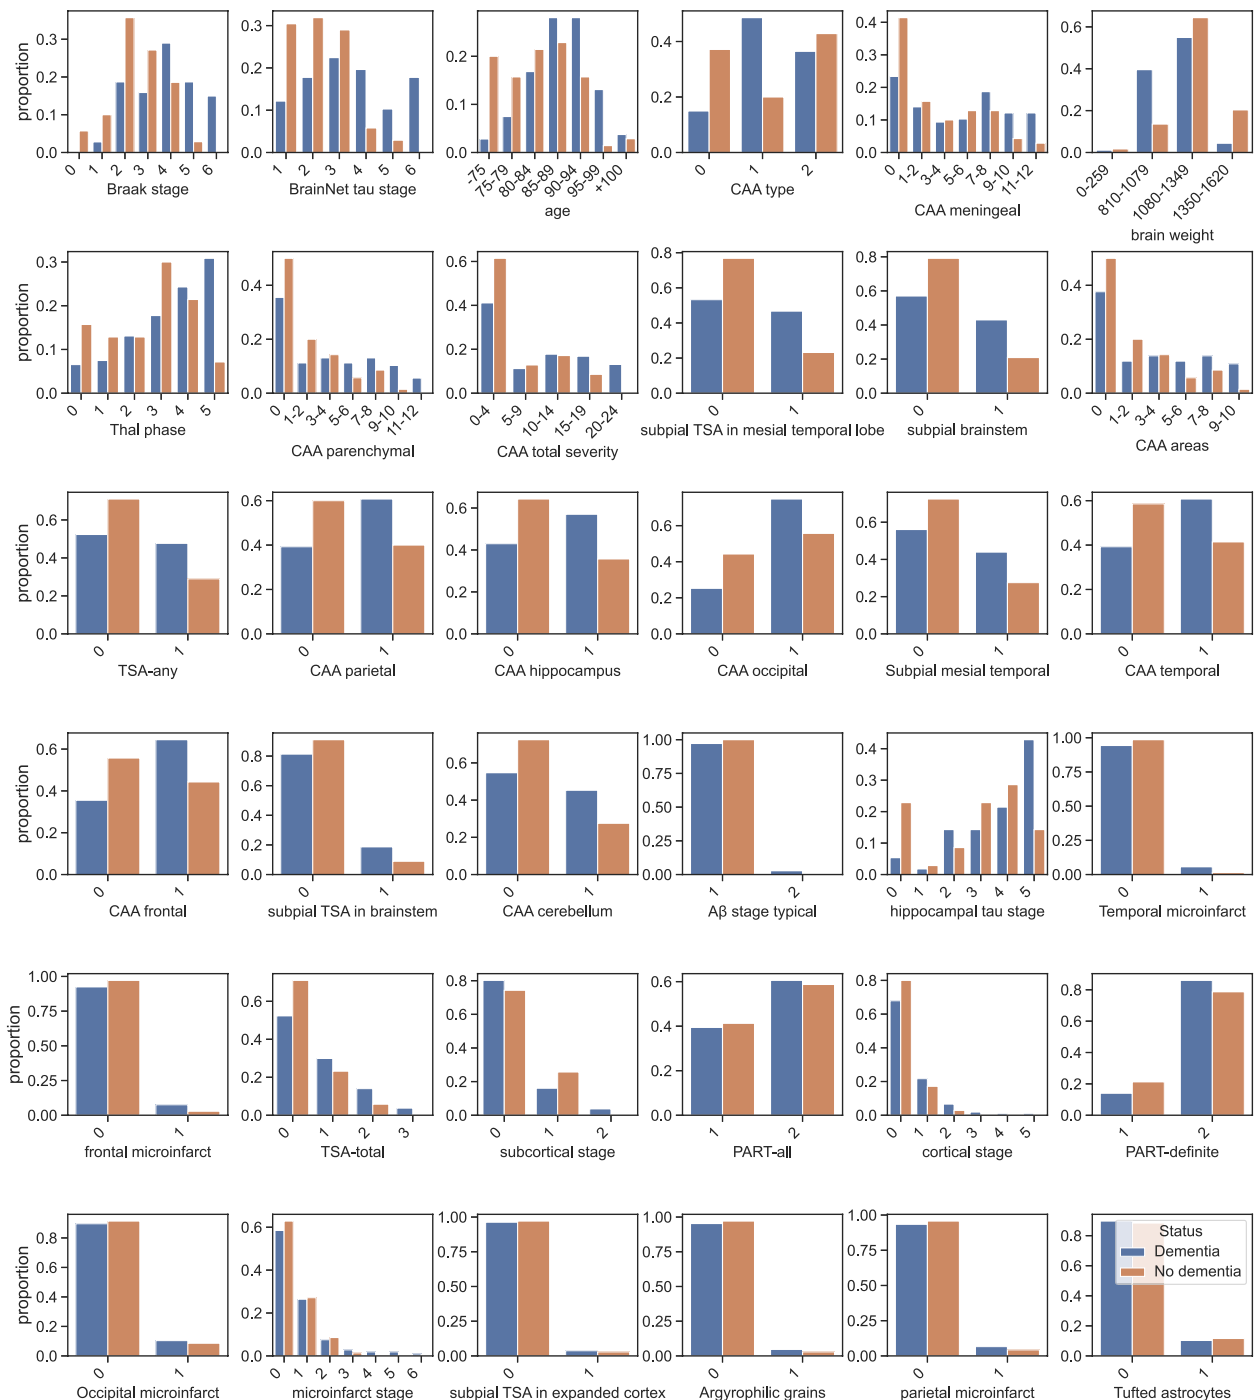 proportion
0.3
0.2
0.1
0.0
0 1 2 3 4 5 6
Braak stage
0.3
0.2
0.1
0.0
1 2 3 4 5 6
BrainNet tau stage
0.2
0.1
0.0
-75 75-79 80-84 85-89 90-94 95-99 +100
age
0.4
0.2
0.0
0 1 2
CAA type
0.4
0.3
0.2
0.1
0.0
0 1-2 3-4 5-6 7-8 9-10 11-12
CAA meningeal
0.6
0.4
0.2
0.0
0-259 810-1079 1080-1349 1350-1620
brain weight
proportion
0.3
0.2
0.1
0.0
0 1 2 3 4 5
Thal phase
0.4
0.2
0.0
0 1-2 3-4 5-6 7-8 9-10 11-12
CAA parenchymal
0.6
0.4
0.2
0.0
0-4 5-9 10-14 15-19 20-24
CAA total severity
0.8
0.6
0.4
0.2
0.0
0 1
subpial TSA in mesial temporal lobe
0.8
0.6
0.4
0.2
0.0
0 1
subpial brainstem
0.4
0.2
0.0
0 1-2 3-4 5-6 7-8 9-10
CAA areas
proportion
0.6
0.4
0.2
0.0
0 1
TSA-any
0.6
0.4
0.2
0.0
0 1
CAA parietal
0.6
0.4
0.2
0.0
0 1
CAA hippocampus
0.6
0.4
0.2
0.0
0 1
CAA occipital
0.6
0.4
0.2
0.0
0 1
Subpial mesial temporal
0.6
0.4
0.2
0.0
0 1
CAA temporal
proportion
0.6
0.4
0.2
0.0
0 1
CAA frontal
0.8
0.6
0.4
0.2
0.0
0 1
subpial TSA in brainstem
0.6
0.4
0.2
0.0
0 1
CAA cerebellum
1.00
0.75
0.50
0.25
0.00
1 2
Aβ stage typical
0.4
0.3
0.2
0.1
0.0
0 1 2 3 4 5
hippocampal tau stage
1.00
0.75
0.50
0.25
0.00
0 1
Temporal microinfarct
proportion
1.00
0.75
0.50
0.25
0.00
0 1
frontal microinfarct
0.6
0.4
0.2
0.0
0 1 2 3
TSA-total
0.8
0.6
0.4
0.2
0.0
0 1 2
subcortical stage
0.6
0.4
0.2
0.0
1 2
PART-all
0.8
0.6
0.4
0.2
0.0
0 1 2 3 4 5
cortical stage
0.8
0.6
0.4
0.2
0.0
1 2
PART-definite
proportion
0.8
0.6
0.4
0.2
0.0
0 1
Occipital microinfarct
0.6
0.4
0.2
0.0
0 1 2 3 4 5 6
microinfarct stage
1.00
0.75
0.50
0.25
0.00
0 1
subpial TSA in expanded cortex
1.00
0.75
0.50
0.25
0.00
0 1
Argyrophilic grains
1.00
0.75
0.50
0.25
0.00
0 1
parietal microinfarct
0.8
0.6
0.4
0.2
0.0
0 1
Tufted astrocytes
Status
Dementia
No dementia